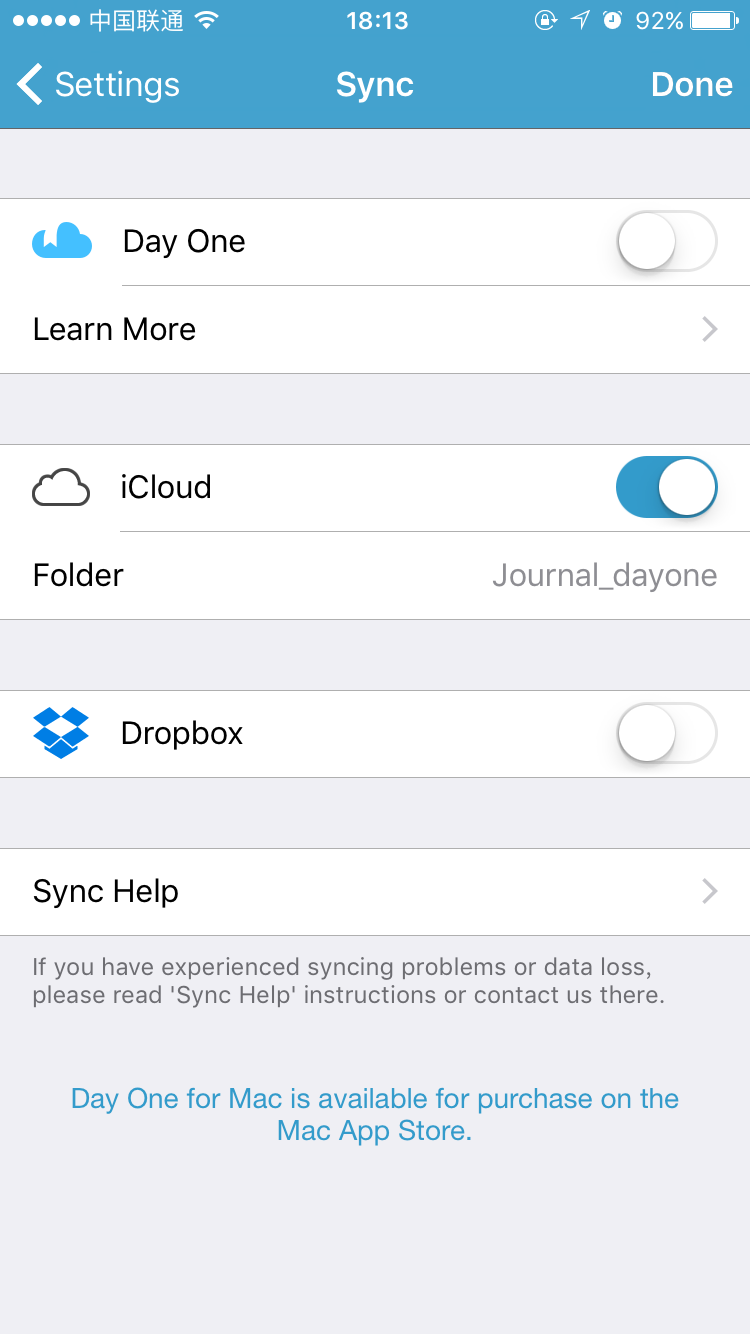 中国联通 18:13 92%
Settings Sync Done
Day One
Learn More
iCloud
Folder Journal_dayone
Dropbox
Sync Help
If you have experienced syncing problems or data loss,
please read 'Sync Help' instructions or contact us there.
Day One for Mac is available for purchase on the
Mac App Store.